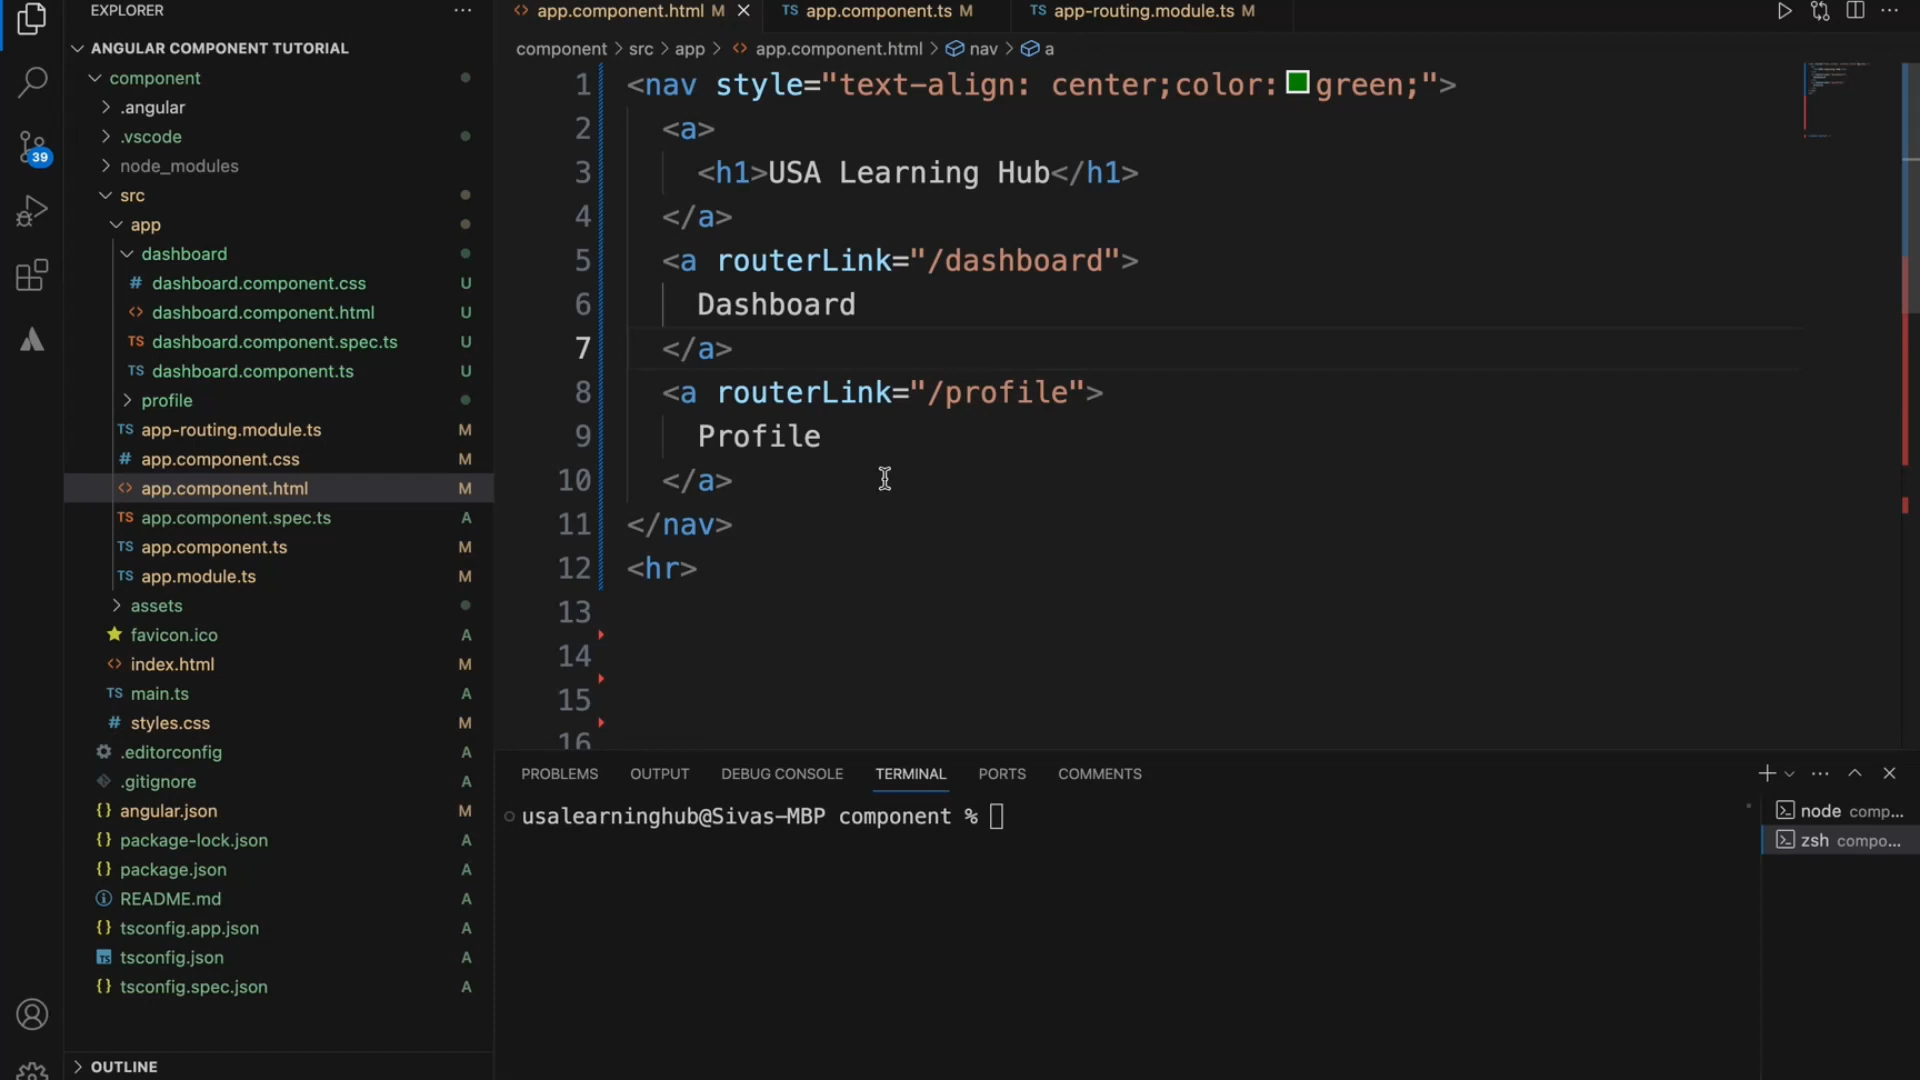 EXPLORER
ANGULAR COMPONENT TUTORIAL
component
.angular
.vscode
node_modules
src
app
dashboard
dashboard.component.css U
dashboard.component.html U
dashboard.component.spec.ts U
dashboard.component.ts U
profile
app-routing.module.ts M
app.component.css M
app.component.html M
app.component.spec.ts A
app.component.ts M
app.module.ts M
assets
favicon.ico A
index.html M
main.ts A
styles.css M
.editorconfig A
.gitignore A
angular.json M
package-lock.json A
package.json A
README.md A
tsconfig.app.json A
tsconfig.json A
tsconfig.spec.json A
OUTLINE
39
app.component.html M
TS app.component.ts M
TS app-routing.module.ts M
component > src > app > app.component.html > nav > a
1 <nav style="text-align: center;color:green;">
2 <a>
3 <h1>USA Learning Hub</h1>
4 </a>
5 <a routerLink="/dashboard">
6 Dashboard
7 </a>
8 <a routerLink="/profile">
9 Profile
10 </a>
11 </nav>
12 <hr>
13
14
15
16
PROBLEMS OUTPUT DEBUG CONSOLE TERMINAL PORTS COMMENTS
usalearninghub@Sivas-MBP component %
node comp...
zsh compo...